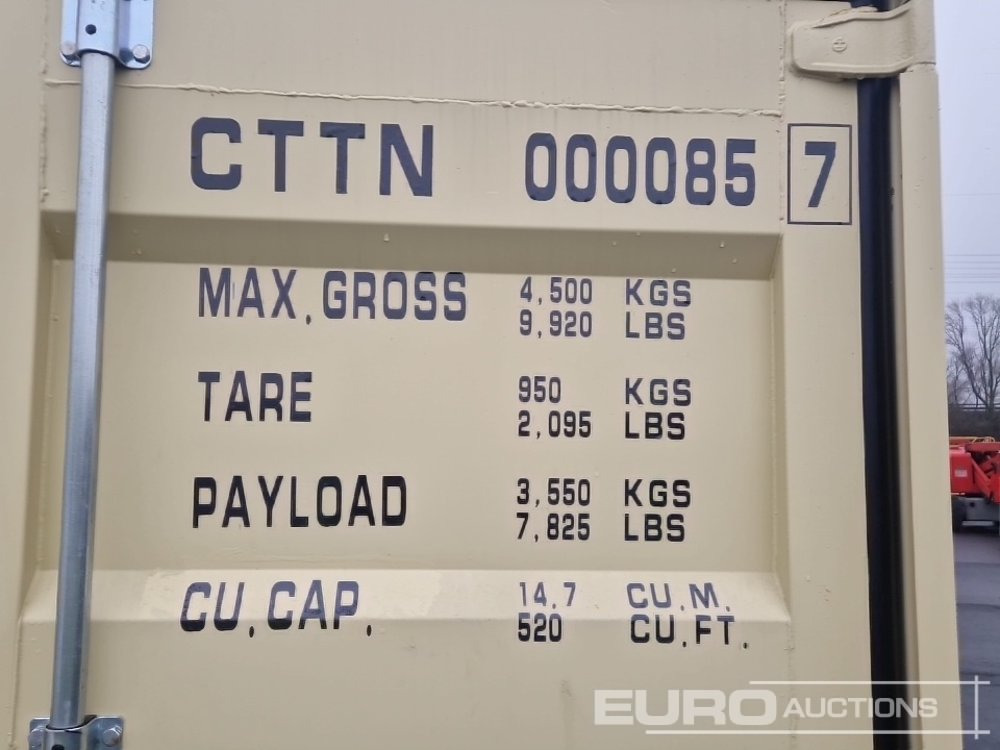 CTTN 000085 7
MAX.GROSS 4,500 KGS
9,920 LBS
TARE 950 KGS
2,095 LBS
PAYLOAD 3,550 KGS
7,825 LBS
CU.CAP. 14.7 CU.M.
520 CU.FT.
EURO AUCTIONS